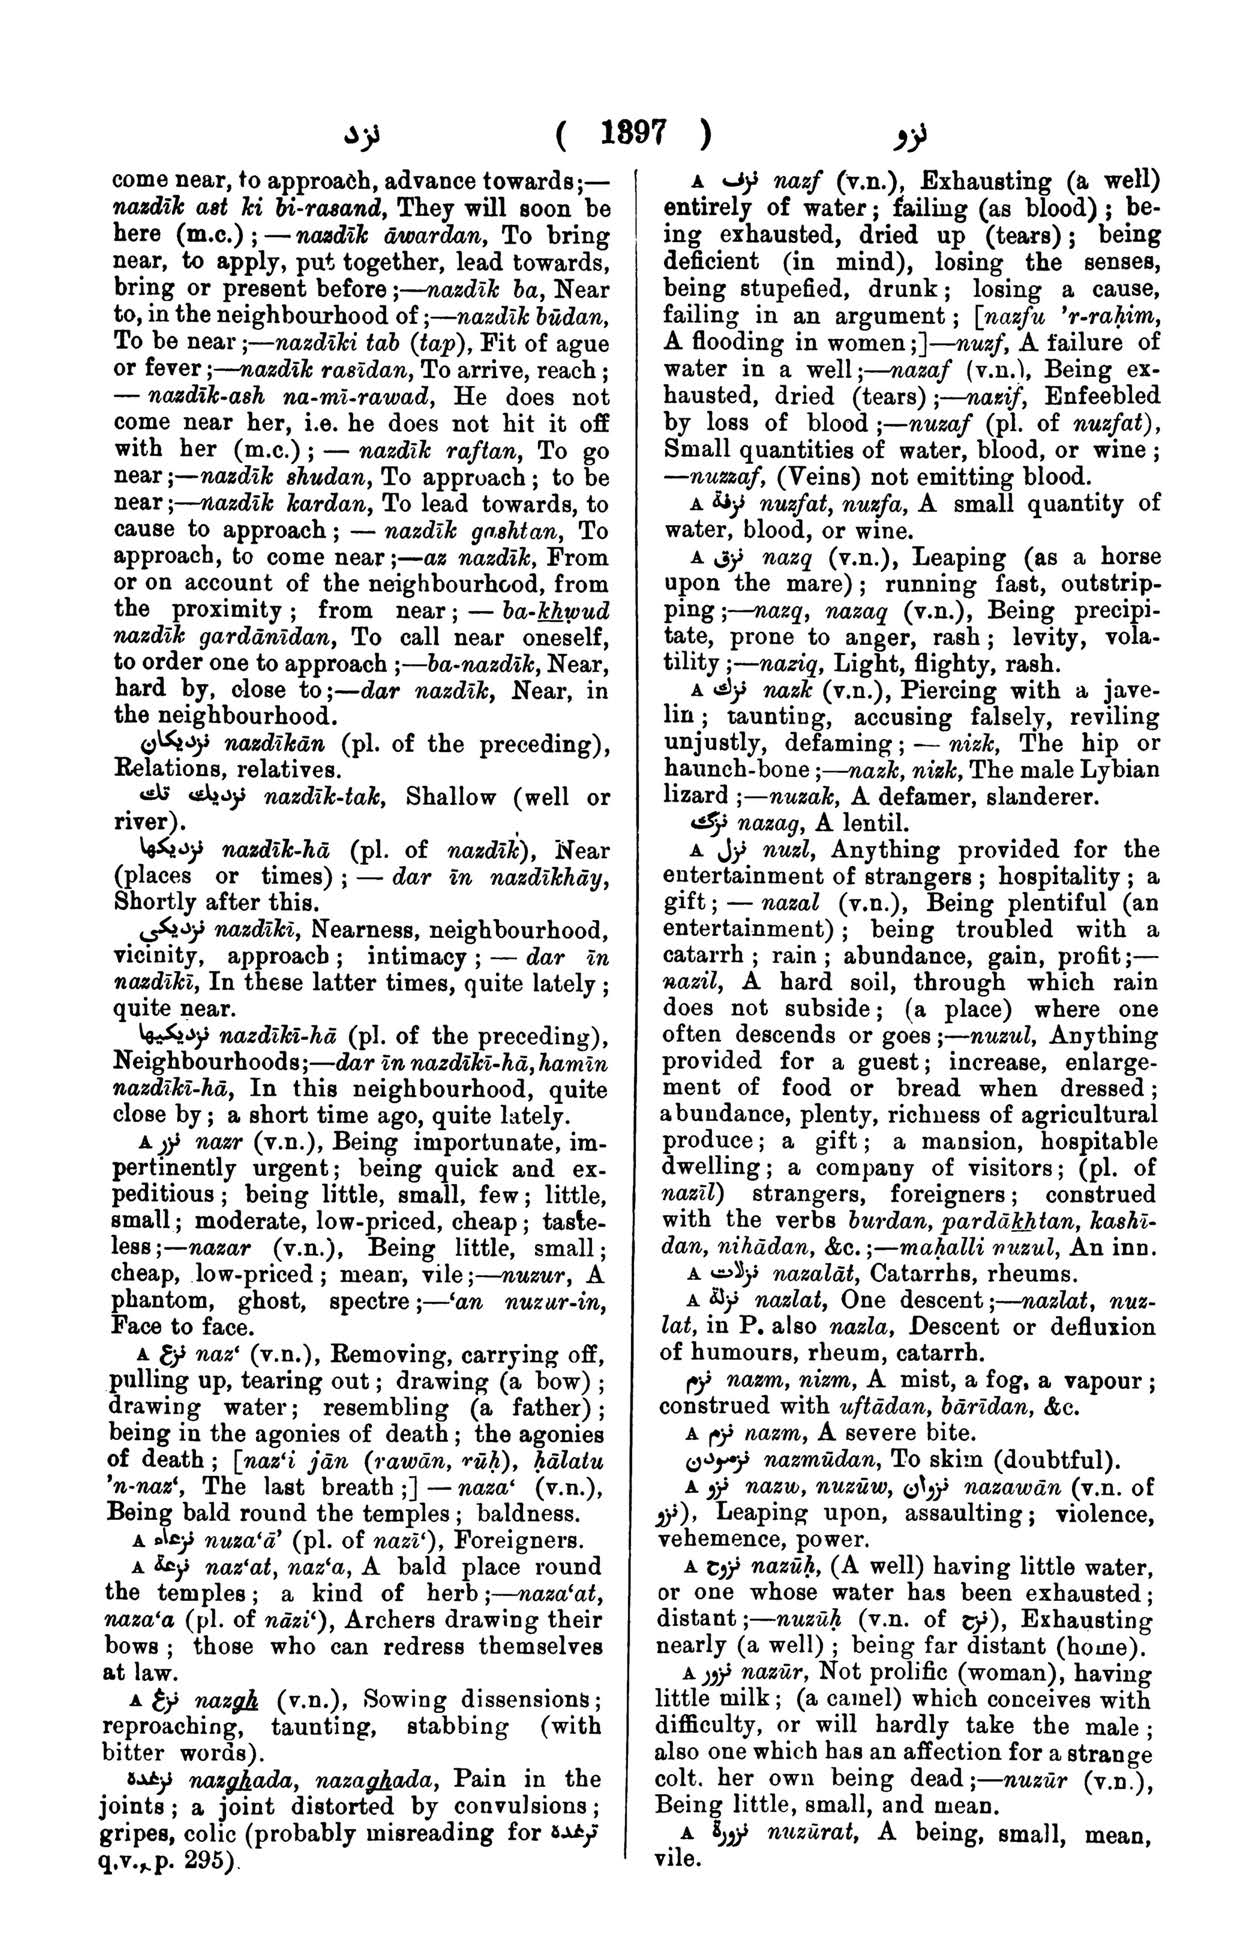 نزد ( 1397 ) نزو
come near, to approach, advance towards;—
nazdīk ast ki bi-rasand, They will soon be
here (m.c.) ; — nazdīk āwardan, To bring
near, to apply, put together, lead towards,
bring or present before ;—nazdīk ba, Near
to, in the neighbourhood of ;—nazdīk būdan,
To be near ;—nazdīki tab (tap), Fit of ague
or fever ;—nazdīk rasīdan, To arrive, reach ;
— nazdīk-ash na-mī-rawad, He does not
come near her, i.e. he does not hit it off
with her (m.c.) ; — nazdīk raftan, To go
near ;—nazdīk shudan, To approach ; to be
near ;—nazdīk kardan, To lead towards, to
cause to approach ; — nazdīk gashtan, To
approach, to come near ;—az nazdīk, From
or on account of the neighbourhood, from
the proximity ; from near ; — ba-khẉud
nazdīk gardānīdan, To call near oneself,
to order one to approach ;—ba-nazdīk, Near,
hard by, close to ;—dar nazdīk, Near, in
the neighbourhood.
نزدیکان nazdīkān (pl. of the preceding),
Relations, relatives.
نزدیك تك nazdīk-tak, Shallow (well or
river).
نزدیکها nazdīk-hā (pl. of nazdīk), Near
(places or times) ; — dar īn nazdīkhāy,
Shortly after this.
نزدیکی nazdīkī, Nearness, neighbourhood,
vicinity, approach ; intimacy ; — dar īn
nazdīkī, In these latter times, quite lately ;
quite near.
نزدیکیها nazdīkī-hā (pl. of the preceding),
Neighbourhoods;—dar īn nazdīkī-hā, hamīn
nazdīkī-hā, In this neighbourhood, quite
close by ; a short time ago, quite lately.
A نزر nazr (v.n.), Being importunate, im-
pertinently urgent ; being quick and ex-
peditious ; being little, small, few ; little,
small ; moderate, low-priced, cheap ; taste-
less ;—nazar (v.n.), Being little, small ;
cheap, low-priced ; mean, vile ;—nuzur, A
phantom, ghost, spectre ;—‘an nuzur-in,
Face to face.
A نزع naz‘ (v.n.), Removing, carrying off,
pulling up, tearing out ; drawing (a bow) ;
drawing water ; resembling (a father) ;
being in the agonies of death ; the agonies
of death ; [naz‘i jān (rawān, rūḥ), ḥālatu
’n-naz‘, The last breath ;] — naza‘ (v.n.),
Being bald round the temples ; baldness.
A نزعاء nuza‘ā’ (pl. of nazī‘), Foreigners.
A نزعة naz‘at, naz‘a, A bald place round
the temples ; a kind of herb ;—naza‘at,
naza‘a (pl. of nāzi‘), Archers drawing their
bows ; those who can redress themselves
at law.
A نزغ nazgh (v.n.), Sowing dissensions ;
reproaching, taunting, stabbing (with
bitter words).
نزغده nazghada, nazaghada, Pain in the
joints ; a joint distorted by convulsions ;
gripes, colic (probably misreading for ترغده
q.v., p. 295).
A نزف nazf (v.n.), Exhausting (a well)
entirely of water ; failing (as blood) ; be-
ing exhausted, dried up (tears) ; being
deficient (in mind), losing the senses,
being stupefied, drunk ; losing a cause,
failing in an argument ; [nazfu ’r-raḥim,
A flooding in women ;]—nuzf, A failure of
water in a well ;—nazaf (v.n.), Being ex-
hausted, dried (tears) ;—nazif, Enfeebled
by loss of blood ;—nuzaf (pl. of nuzfat),
Small quantities of water, blood, or wine ;
—nuzzaf, (Veins) not emitting blood.
A نزفة nuzfat, nuzfa, A small quantity of
water, blood, or wine.
A نزق nazq (v.n.), Leaping (as a horse
upon the mare) ; running fast, outstrip-
ping ;—nazq, nazaq (v.n.), Being precipi-
tate, prone to anger, rash ; levity, vola-
tility ;—naziq, Light, flighty, rash.
A نزك nazk (v.n.), Piercing with a jave-
lin ; taunting, accusing falsely, reviling
unjustly, defaming ; — nizk, The hip or
haunch-bone ;—nazk, nizk, The male Lybian
lizard ;—nuzak, A defamer, slanderer.
نزگ nazag, A lentil.
A نزل nuzl, Anything provided for the
entertainment of strangers ; hospitality ; a
gift ; — nazal (v.n.), Being plentiful (an
entertainment) ; being troubled with a
catarrh ; rain ; abundance, gain, profit ;—
nazil, A hard soil, through which rain
does not subside ; (a place) where one
often descends or goes ;—nuzul, Anything
provided for a guest ; increase, enlarge-
ment of food or bread when dressed ;
abundance, plenty, richness of agricultural
produce ; a gift ; a mansion, hospitable
dwelling ; a company of visitors ; (pl. of
nazīl) strangers, foreigners ; construed
with the verbs burdan, pardākhtan, kashī-
dan, nihādan, &c. ;—maḥalli nuzul, An inn.
A نزلات nazalāt, Catarrhs, rheums.
A نزلة nazlat, One descent ;—nazlat, nuz-
lat, in P. also nazla, Descent or defluxion
of humours, rheum, catarrh.
نزم nazm, nizm, A mist, a fog, a vapour ;
construed with uftādan, bārīdan, &c.
A نزم nazm, A severe bite.
نزمودن nazmūdan, To skim (doubtful).
A نزو nazw, nuzūw, نزوان nazawān (v.n. of
نزو), Leaping upon, assaulting ; violence,
vehemence, power.
A نزوح nazūḥ, (A well) having little water,
or one whose water has been exhausted ;
distant ;—nuzūḥ (v.n. of نزح), Exhausting
nearly (a well) ; being far distant (home).
A نزور nazūr, Not prolific (woman), having
little milk ; (a camel) which conceives with
difficulty, or will hardly take the male ;
also one which has an affection for a strange
colt. her own being dead ;—nuzūr (v.n.),
Being little, small, and mean.
A نزورة nuzūrat, A being, small, mean,
vile.